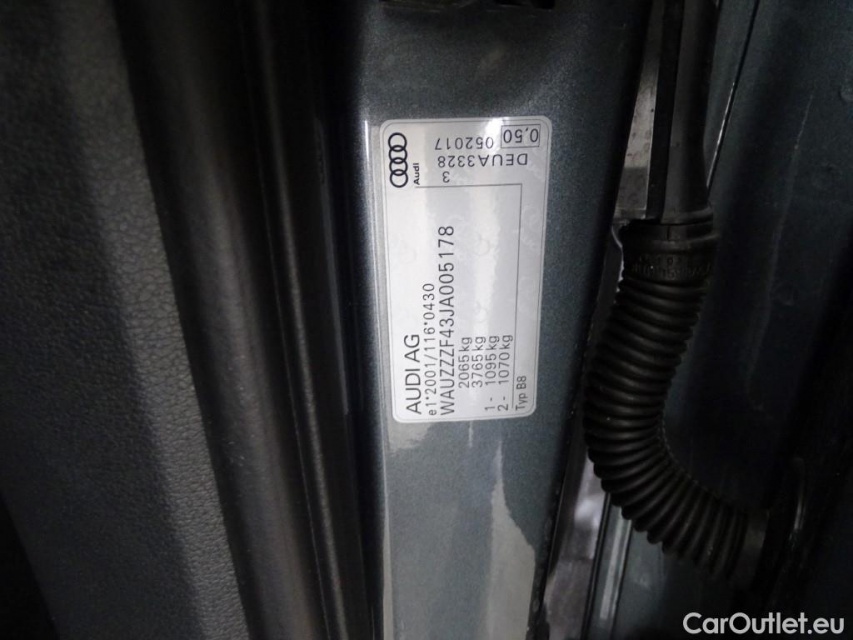 AUDI AG
e1*2001/116*0430
WAUZZZF43JA005178
2065 kg
3765 kg
1 - 1095 kg
2 - 1070 kg
Typ B8
Audi
3
DEUA3328
052017
0,50
CarOutlet.eu